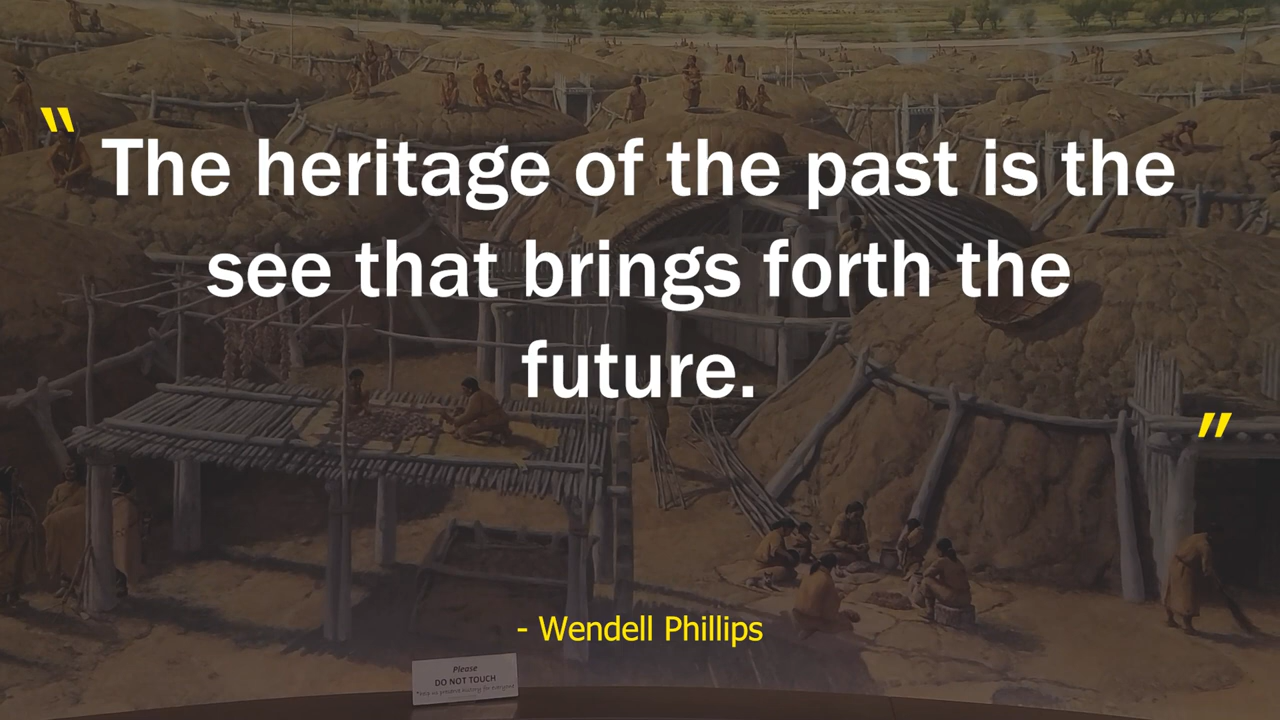 “
The heritage of the past is the
see that brings forth the
future.
”
- Wendell Phillips
Please
DO NOT TOUCH